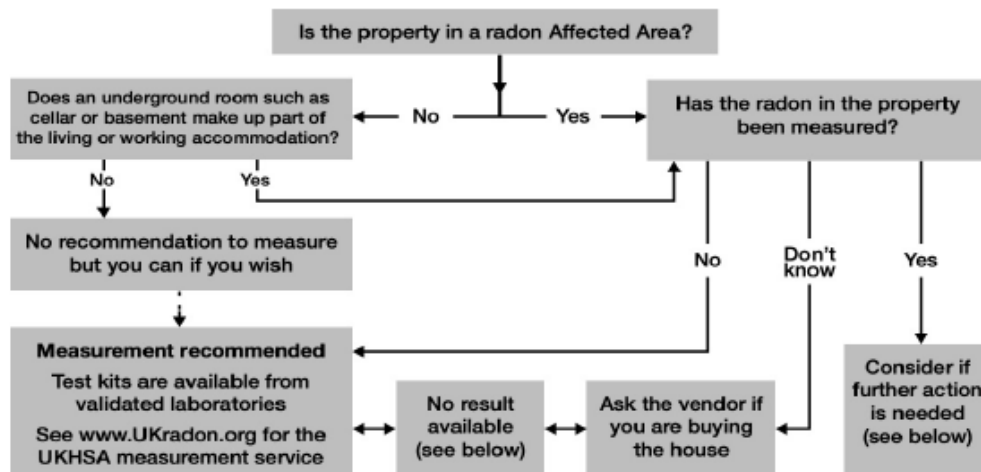 Is the property in a radon Affected Area?
Does an underground room such as
cellar or basement make up part of
the living or working accommodation?
No
Yes
Has the radon in the property
been measured?
No
Yes
No recommendation to measure
but you can if you wish
No
Don't
know
Yes
Measurement recommended
Test kits are available from
validated laboratories
See www.UKradon.org for the
UKHSA measurement service
No result
available
(see below)
Ask the vendor if
you are buying
the house
Consider if
further action
is needed
(see below)